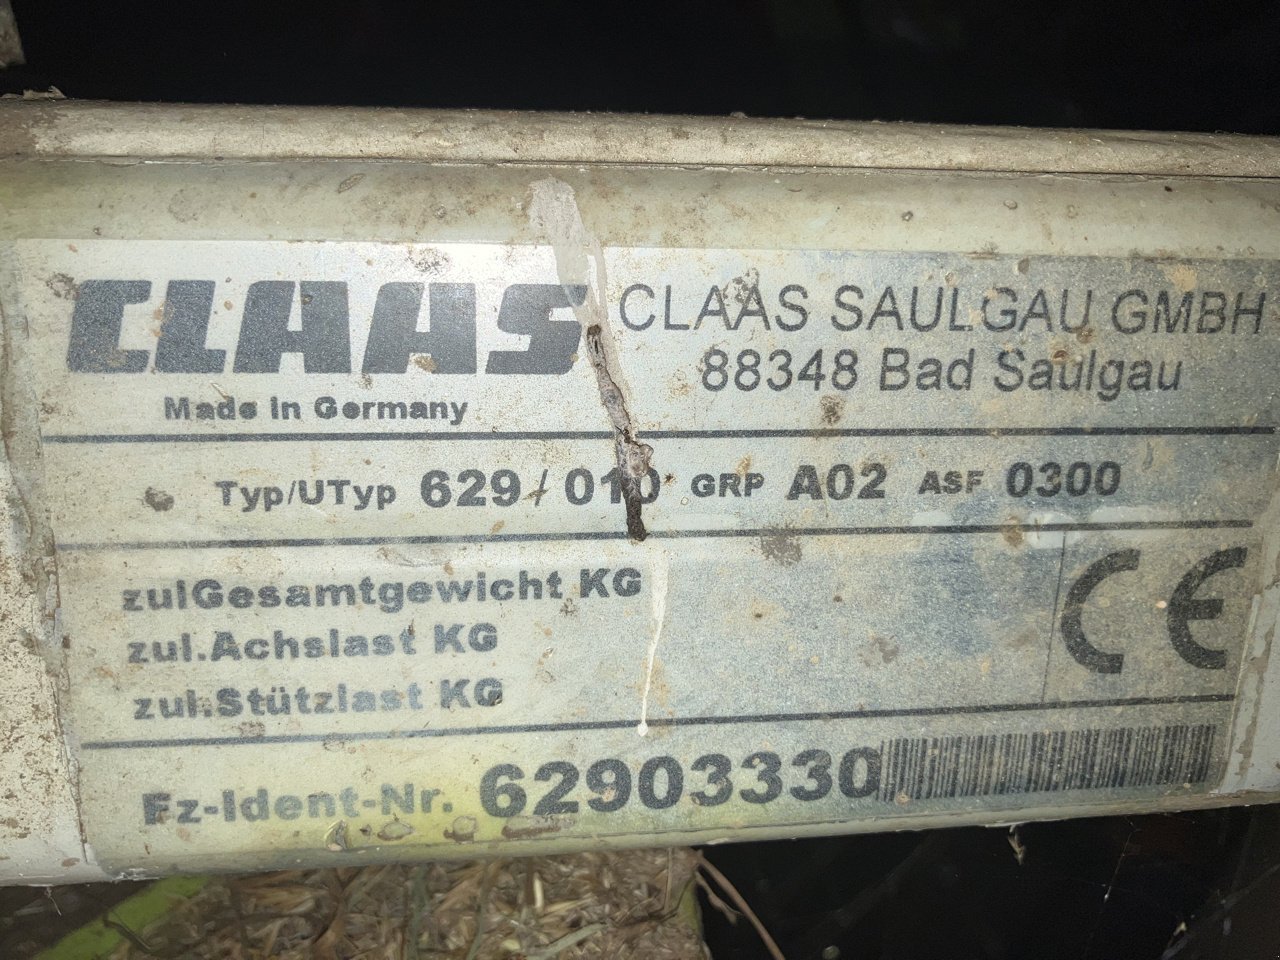 CLAAS
Made in Germany
CLAAS SAULGAU GMBH
88348 Bad Saulgau
Typ/UTyp 629 / 010 GRP A02 ASF 0300
zulGesamtgewicht KG
zul.Achslast KG
zul.Stützlast KG
CE
Fz-Ident-Nr. 62903330